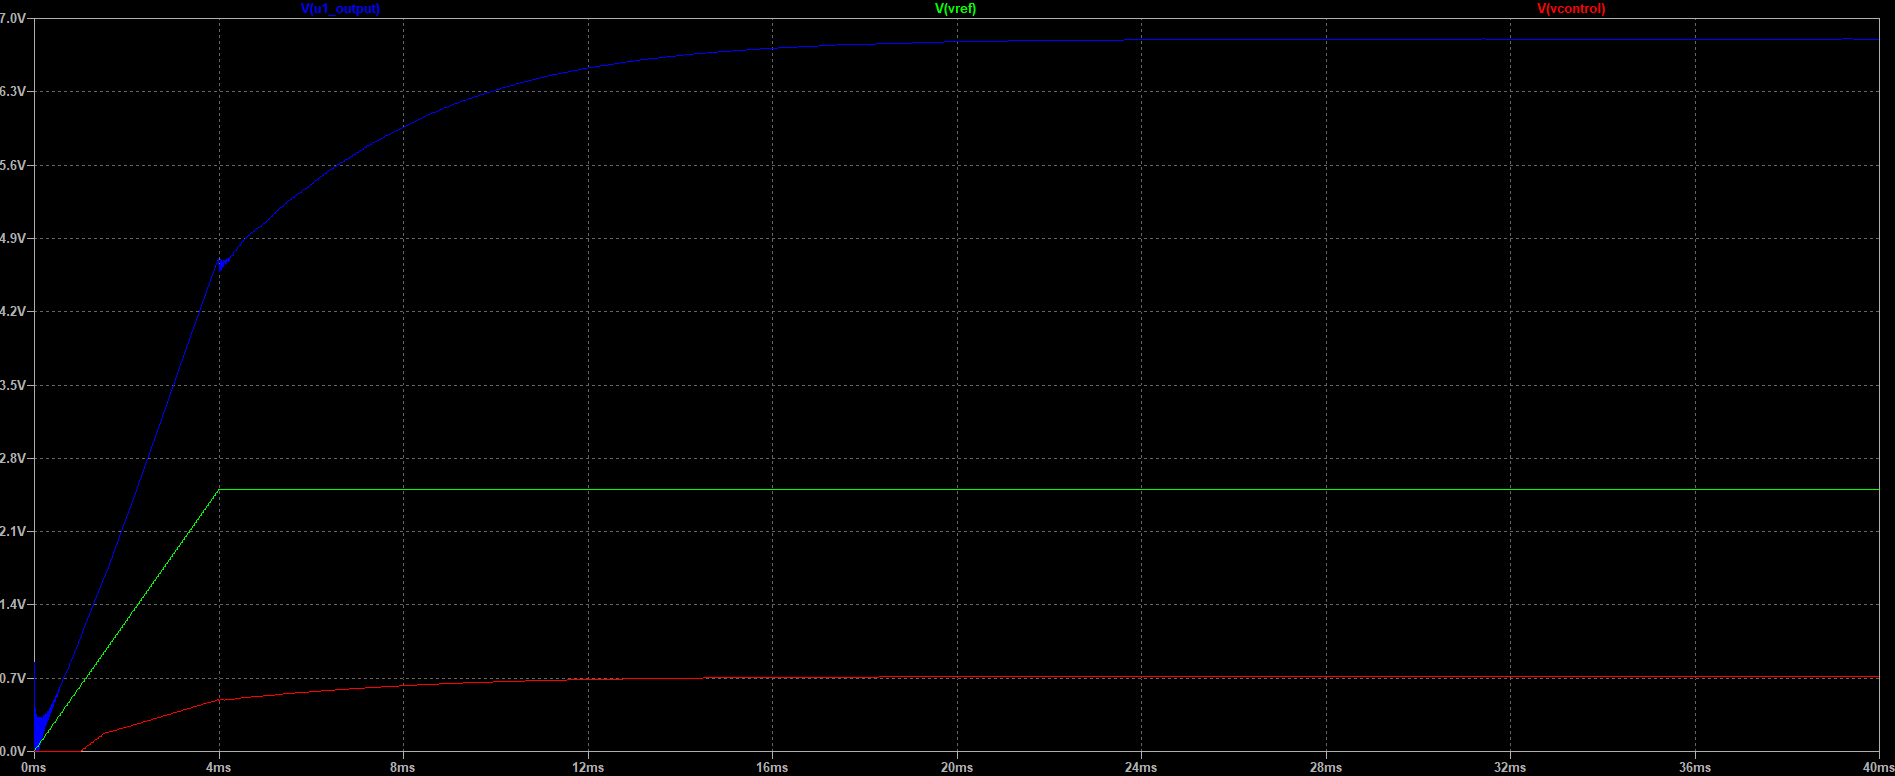 V(u1_output) V(vref) V(vcontrol)
7.0V
6.3V
5.6V
4.9V
4.2V
3.5V
2.8V
2.1V
1.4V
0.7V
0.0V
0ms 4ms 8ms 12ms 16ms 20ms 24ms 28ms 32ms 36ms 40ms